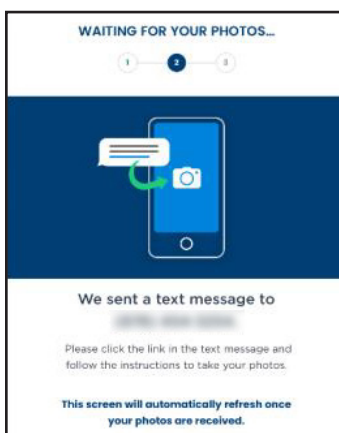 WAITING FOR YOUR PHOTOS...
1 2 3
We sent a text message to
Please click the link in the text message and
follow the instructions to take your photos.
This screen will automatically refresh once
your photos are received.